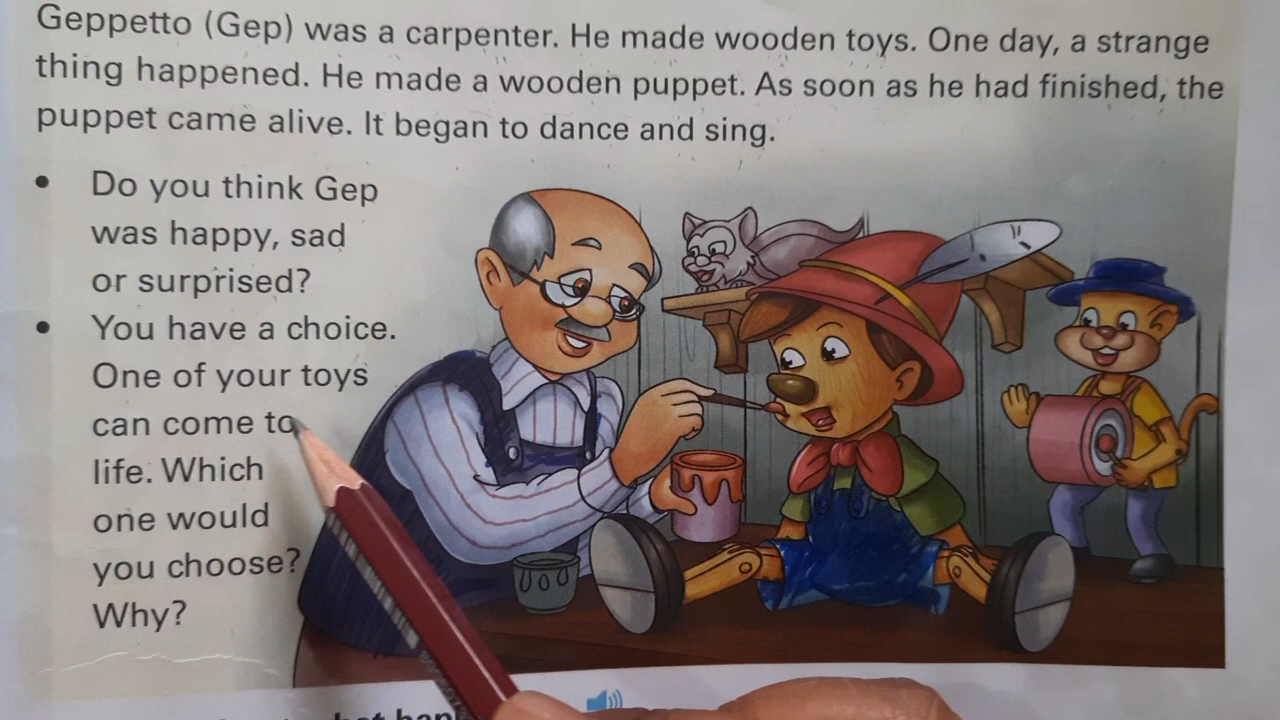 Geppetto (Gep) was a carpenter. He made wooden toys. One day, a strange
thing happened. He made a wooden puppet. As soon as he had finished, the
puppet came alive. It began to dance and sing.
• Do you think Gep
was happy, sad
or surprised?
• You have a choice.
One of your toys
can come to
life. Which
one would
you choose?
Why?